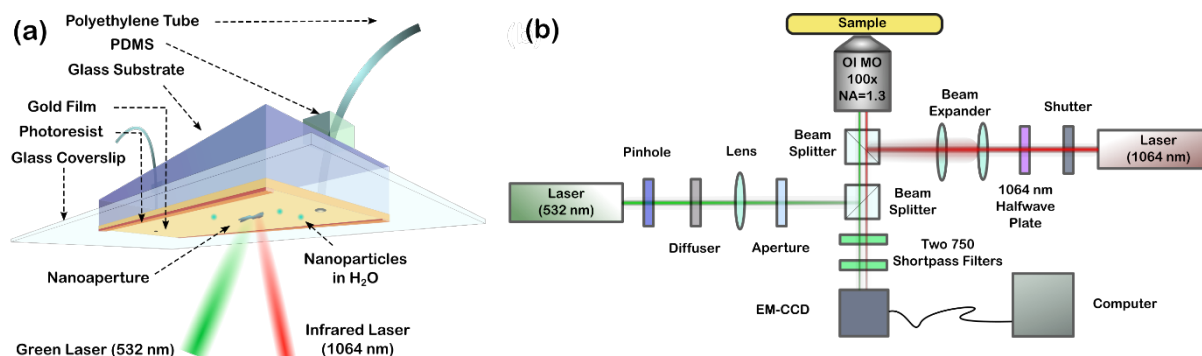 (a)
Polyethylene Tube
PDMS
Glass Substrate
Gold Film
Photoresist
Glass Coverslip
Nanoaperture
Nanoparticles
in H₂O
Green Laser (532 nm)
Infrared Laser
(1064 nm)
(b)
Sample
OI MO
100x
NA=1.3
Beam
Expander
Shutter
Beam
Splitter
Laser
(1064 nm)
1064 nm
Halfwave
Plate
Pinhole
Lens
Laser
(532 nm)
Diffuser
Aperture
Beam
Splitter
Two 750
Shortpass Filters
EM-CCD
Computer